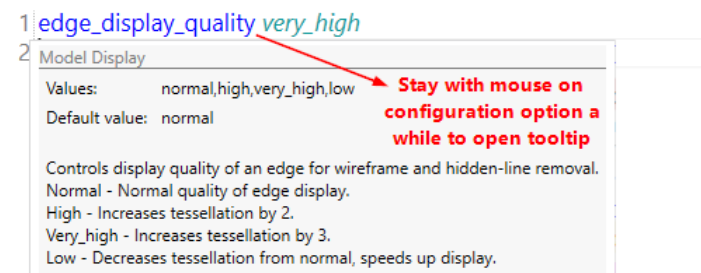 1 edge_display_quality very_high
2
Model Display
Values: normal,high,very_high,low
Default value: normal
Stay with mouse on
configuration option a
while to open tooltip
Controls display quality of an edge for wireframe and hidden-line removal.
Normal - Normal quality of edge display.
High - Increases tessellation by 2.
Very_high - Increases tessellation by 3.
Low - Decreases tessellation from normal, speeds up display.